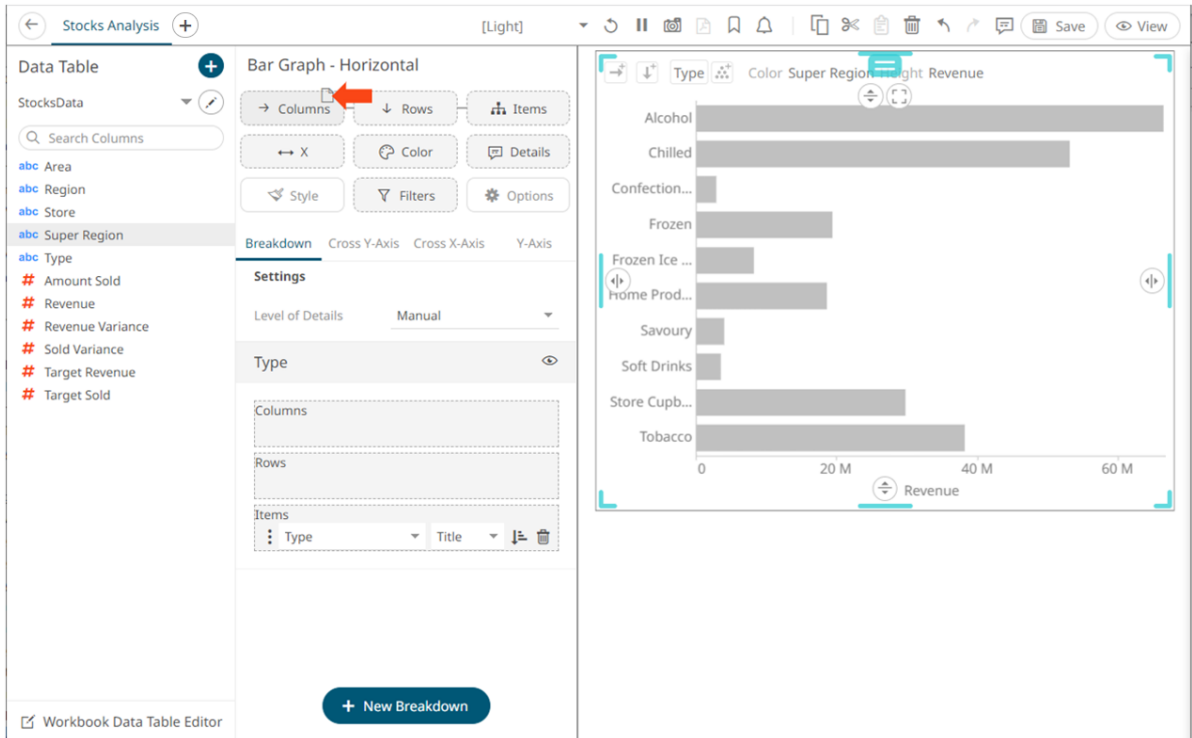 Stocks Analysis
[Light]
Save
View
Data Table
StocksData
Search Columns
abc Area
abc Region
abc Store
abc Super Region
abc Type
# Amount Sold
# Revenue
# Revenue Variance
# Sold Variance
# Target Revenue
# Target Sold
Workbook Data Table Editor
Bar Graph - Horizontal
Columns
Rows
Items
X
Color
Details
Style
Filters
Options
Breakdown Cross Y-Axis Cross X-Axis Y-Axis
Settings
Level of Details Manual
Type
Columns
Rows
Items
Type Title
+ New Breakdown
Type Color Super Region Height Revenue
Alcohol
Chilled
Confection...
Frozen
Frozen Ice ...
Home Prod...
Savoury
Soft Drinks
Store Cupb...
Tobacco
0 20 M 40 M 60 M
Revenue